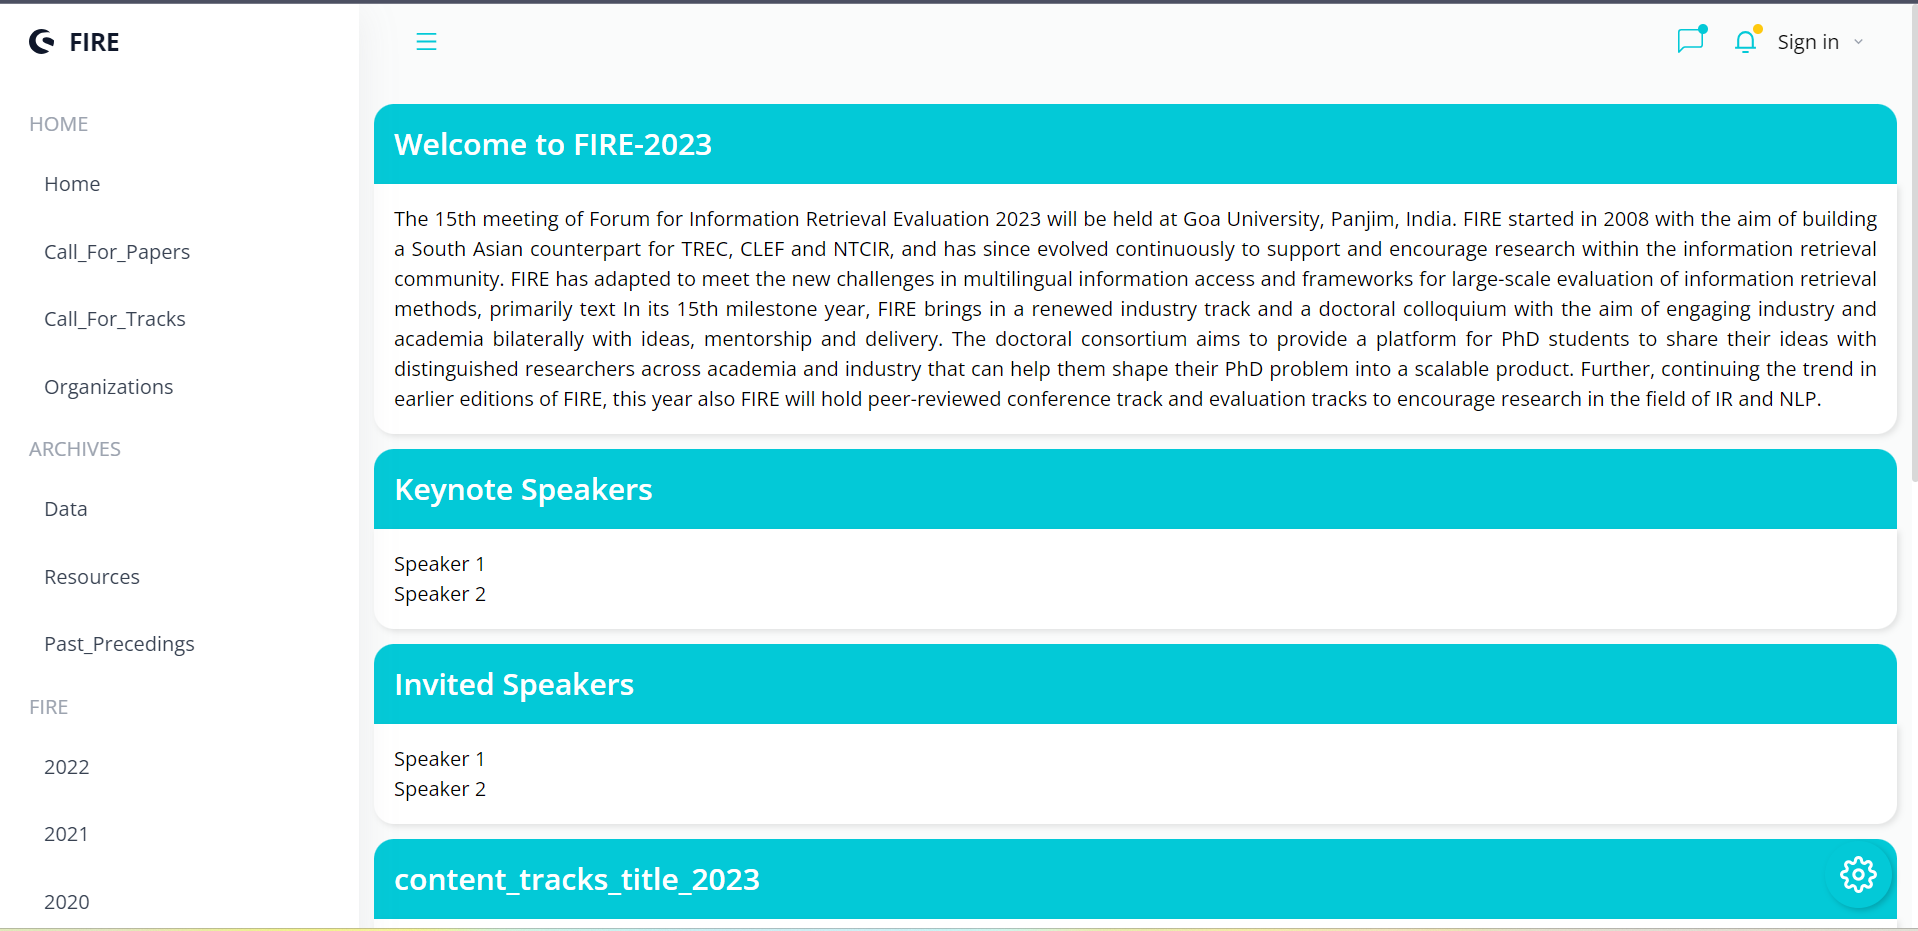 FIRE
HOME
Home
Call_For_Papers
Call_For_Tracks
Organizations
ARCHIVES
Data
Resources
Past_Precedings
FIRE
2022
2021
2020
Sign in
Welcome to FIRE-2023
The 15th meeting of Forum for Information Retrieval Evaluation 2023 will be held at Goa University, Panjim, India. FIRE started in 2008 with the aim of building
a South Asian counterpart for TREC, CLEF and NTCIR, and has since evolved continuously to support and encourage research within the information retrieval
community. FIRE has adapted to meet the new challenges in multilingual information access and frameworks for large-scale evaluation of information retrieval
methods, primarily text In its 15th milestone year, FIRE brings in a renewed industry track and a doctoral colloquium with the aim of engaging industry and
academia bilaterally with ideas, mentorship and delivery. The doctoral consortium aims to provide a platform for PhD students to share their ideas with
distinguished researchers across academia and industry that can help them shape their PhD problem into a scalable product. Further, continuing the trend in
earlier editions of FIRE, this year also FIRE will hold peer-reviewed conference track and evaluation tracks to encourage research in the field of IR and NLP.
Keynote Speakers
Speaker 1
Speaker 2
Invited Speakers
Speaker 1
Speaker 2
content_tracks_title_2023